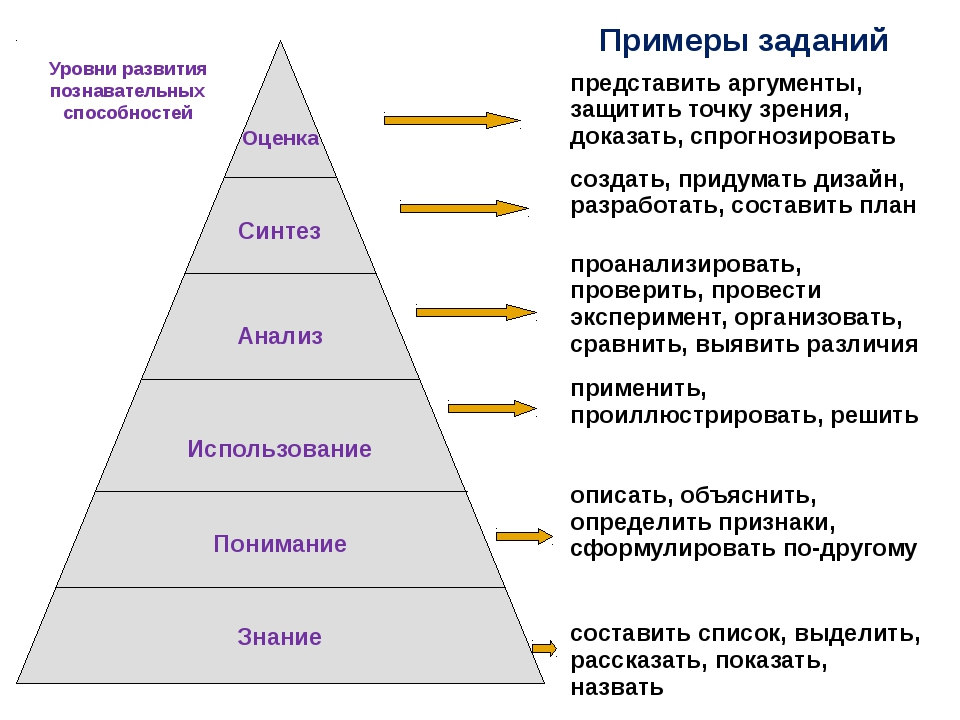 Примеры заданий
Уровни развития
познавательных
способностей
Оценка
представить аргументы,
защитить точку зрения,
доказать, спрогнозировать
Синтез
создать, придумать дизайн,
разработать, составить план
Анализ
проанализировать,
проверить, провести
эксперимент, организовать,
сравнить, выявить различия
Использование
применить,
проиллюстрировать, решить
Понимание
описать, объяснить,
определить признаки,
сформулировать по-другому
Знание
составить список, выделить,
рассказать, показать,
назвать